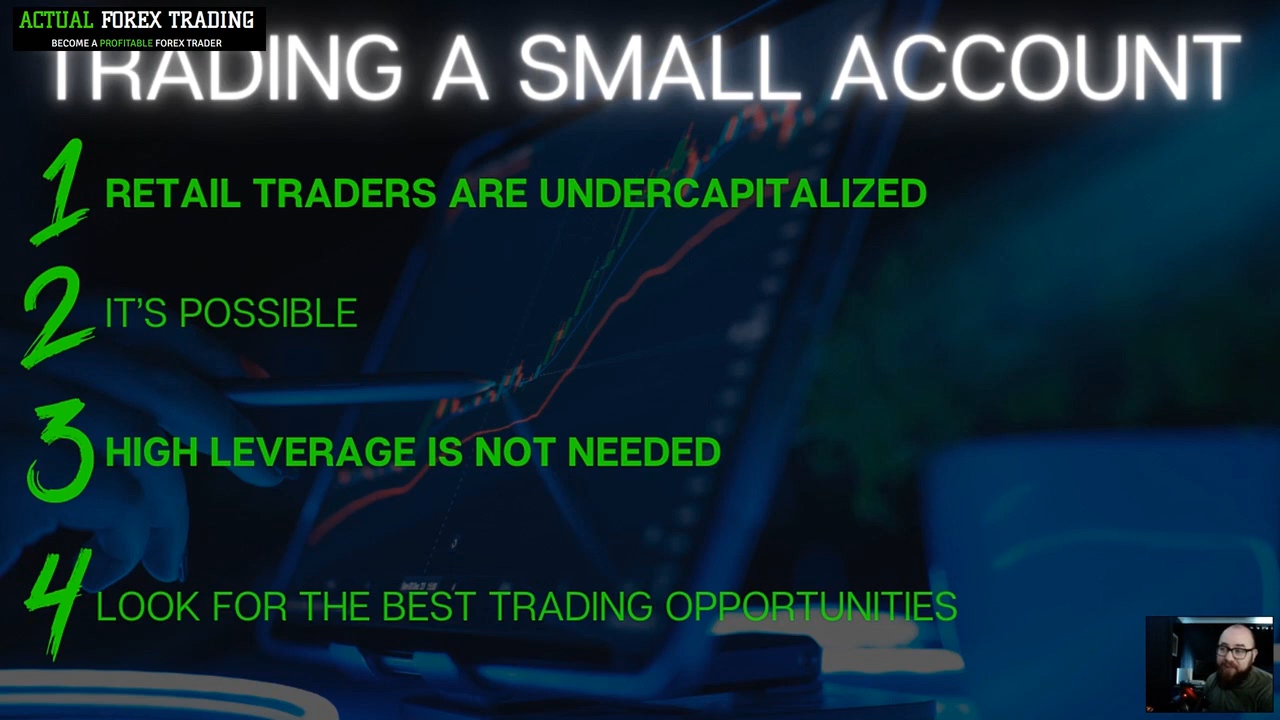 ACTUAL FOREX TRADING
BECOME A PROFITABLE FOREX TRADER
TRADING A SMALL ACCOUNT
1 RETAIL TRADERS ARE UNDERCAPITALIZED
2 IT'S POSSIBLE
3 HIGH LEVERAGE IS NOT NEEDED
4 LOOK FOR THE BEST TRADING OPPORTUNITIES